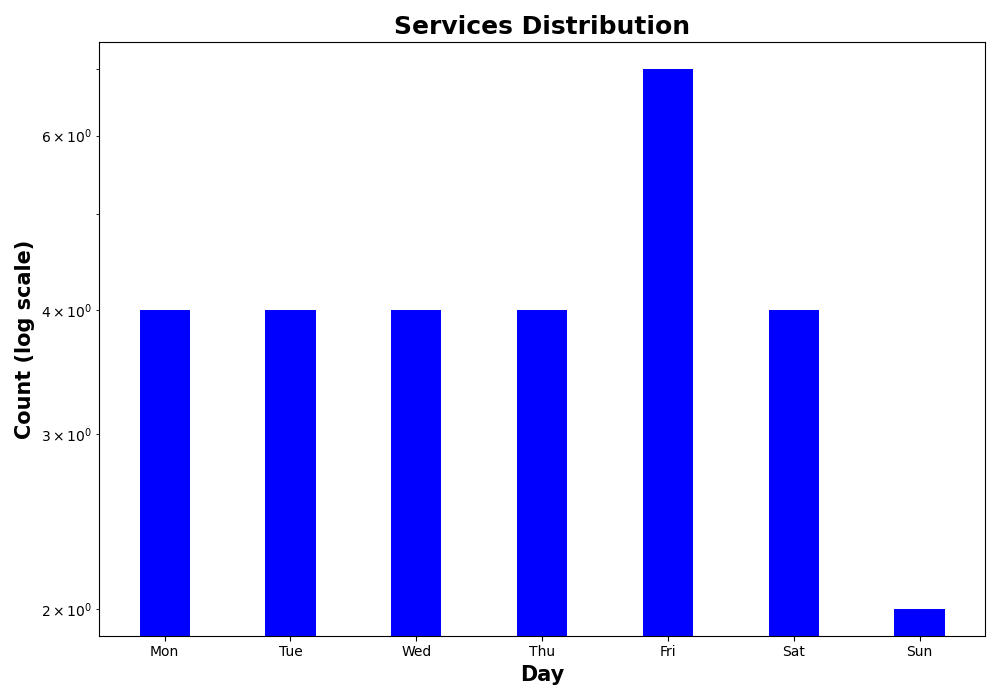 Services Distribution
Count (log scale)
6 × 10⁰
4 × 10⁰
3 × 10⁰
2 × 10⁰
Mon Tue Wed Thu Fri Sat Sun
Day